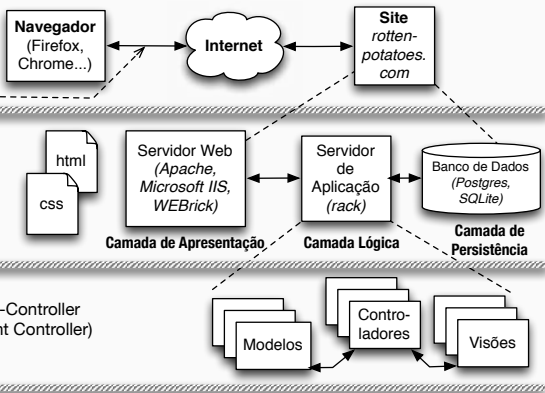 Navegador
(Firefox,
Chrome...)
Internet
Site
rotten-
potatoes.
com
html
css
Servidor Web
(Apache,
Microsoft IIS,
WEBrick)
Camada de Apresentação
Servidor
de
Aplicação
(rack)
Camada Lógica
Banco de Dados
(Postgres,
SQLite)
Camada de
Persistência
-Controller
nt Controller)
Modelos
Contro-
ladores
Visões